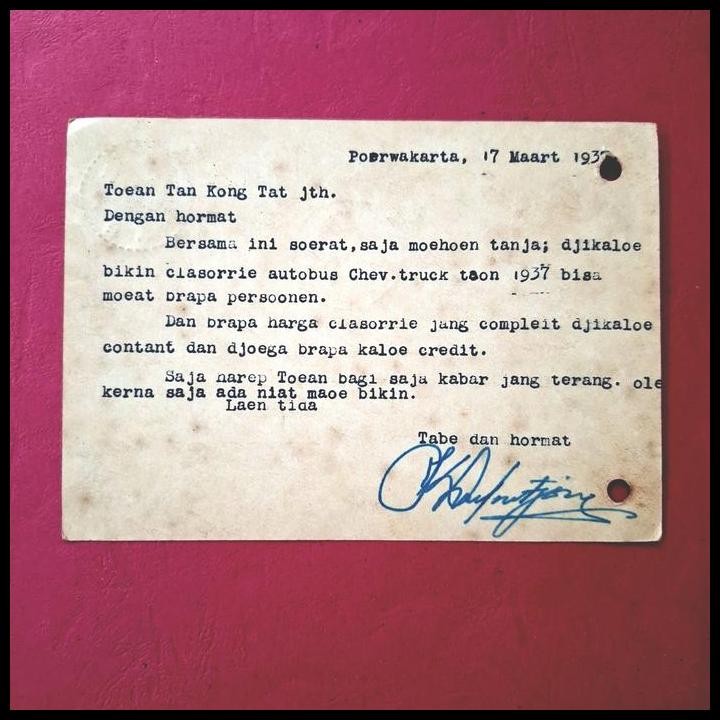 Poerwakarta, 17 Maart 1937
Toean Tan Kong Tat jth.
Dengan hormat
Bersama ini soerat,saja moehoen tanja; djikaloe
bikin clasorrie autobus Chev.truck taon 1937 bisa
moeat brapa persoonen.
Dan brapa harga clasorrie jang compleit djikaloe
contant dan djoega brapa kaloe credit.
Saja harep Toean bagi saja kabar jang terang. ole
kerna saja ada niat maoe bikin.
Laen tida
Tabe dan hormat